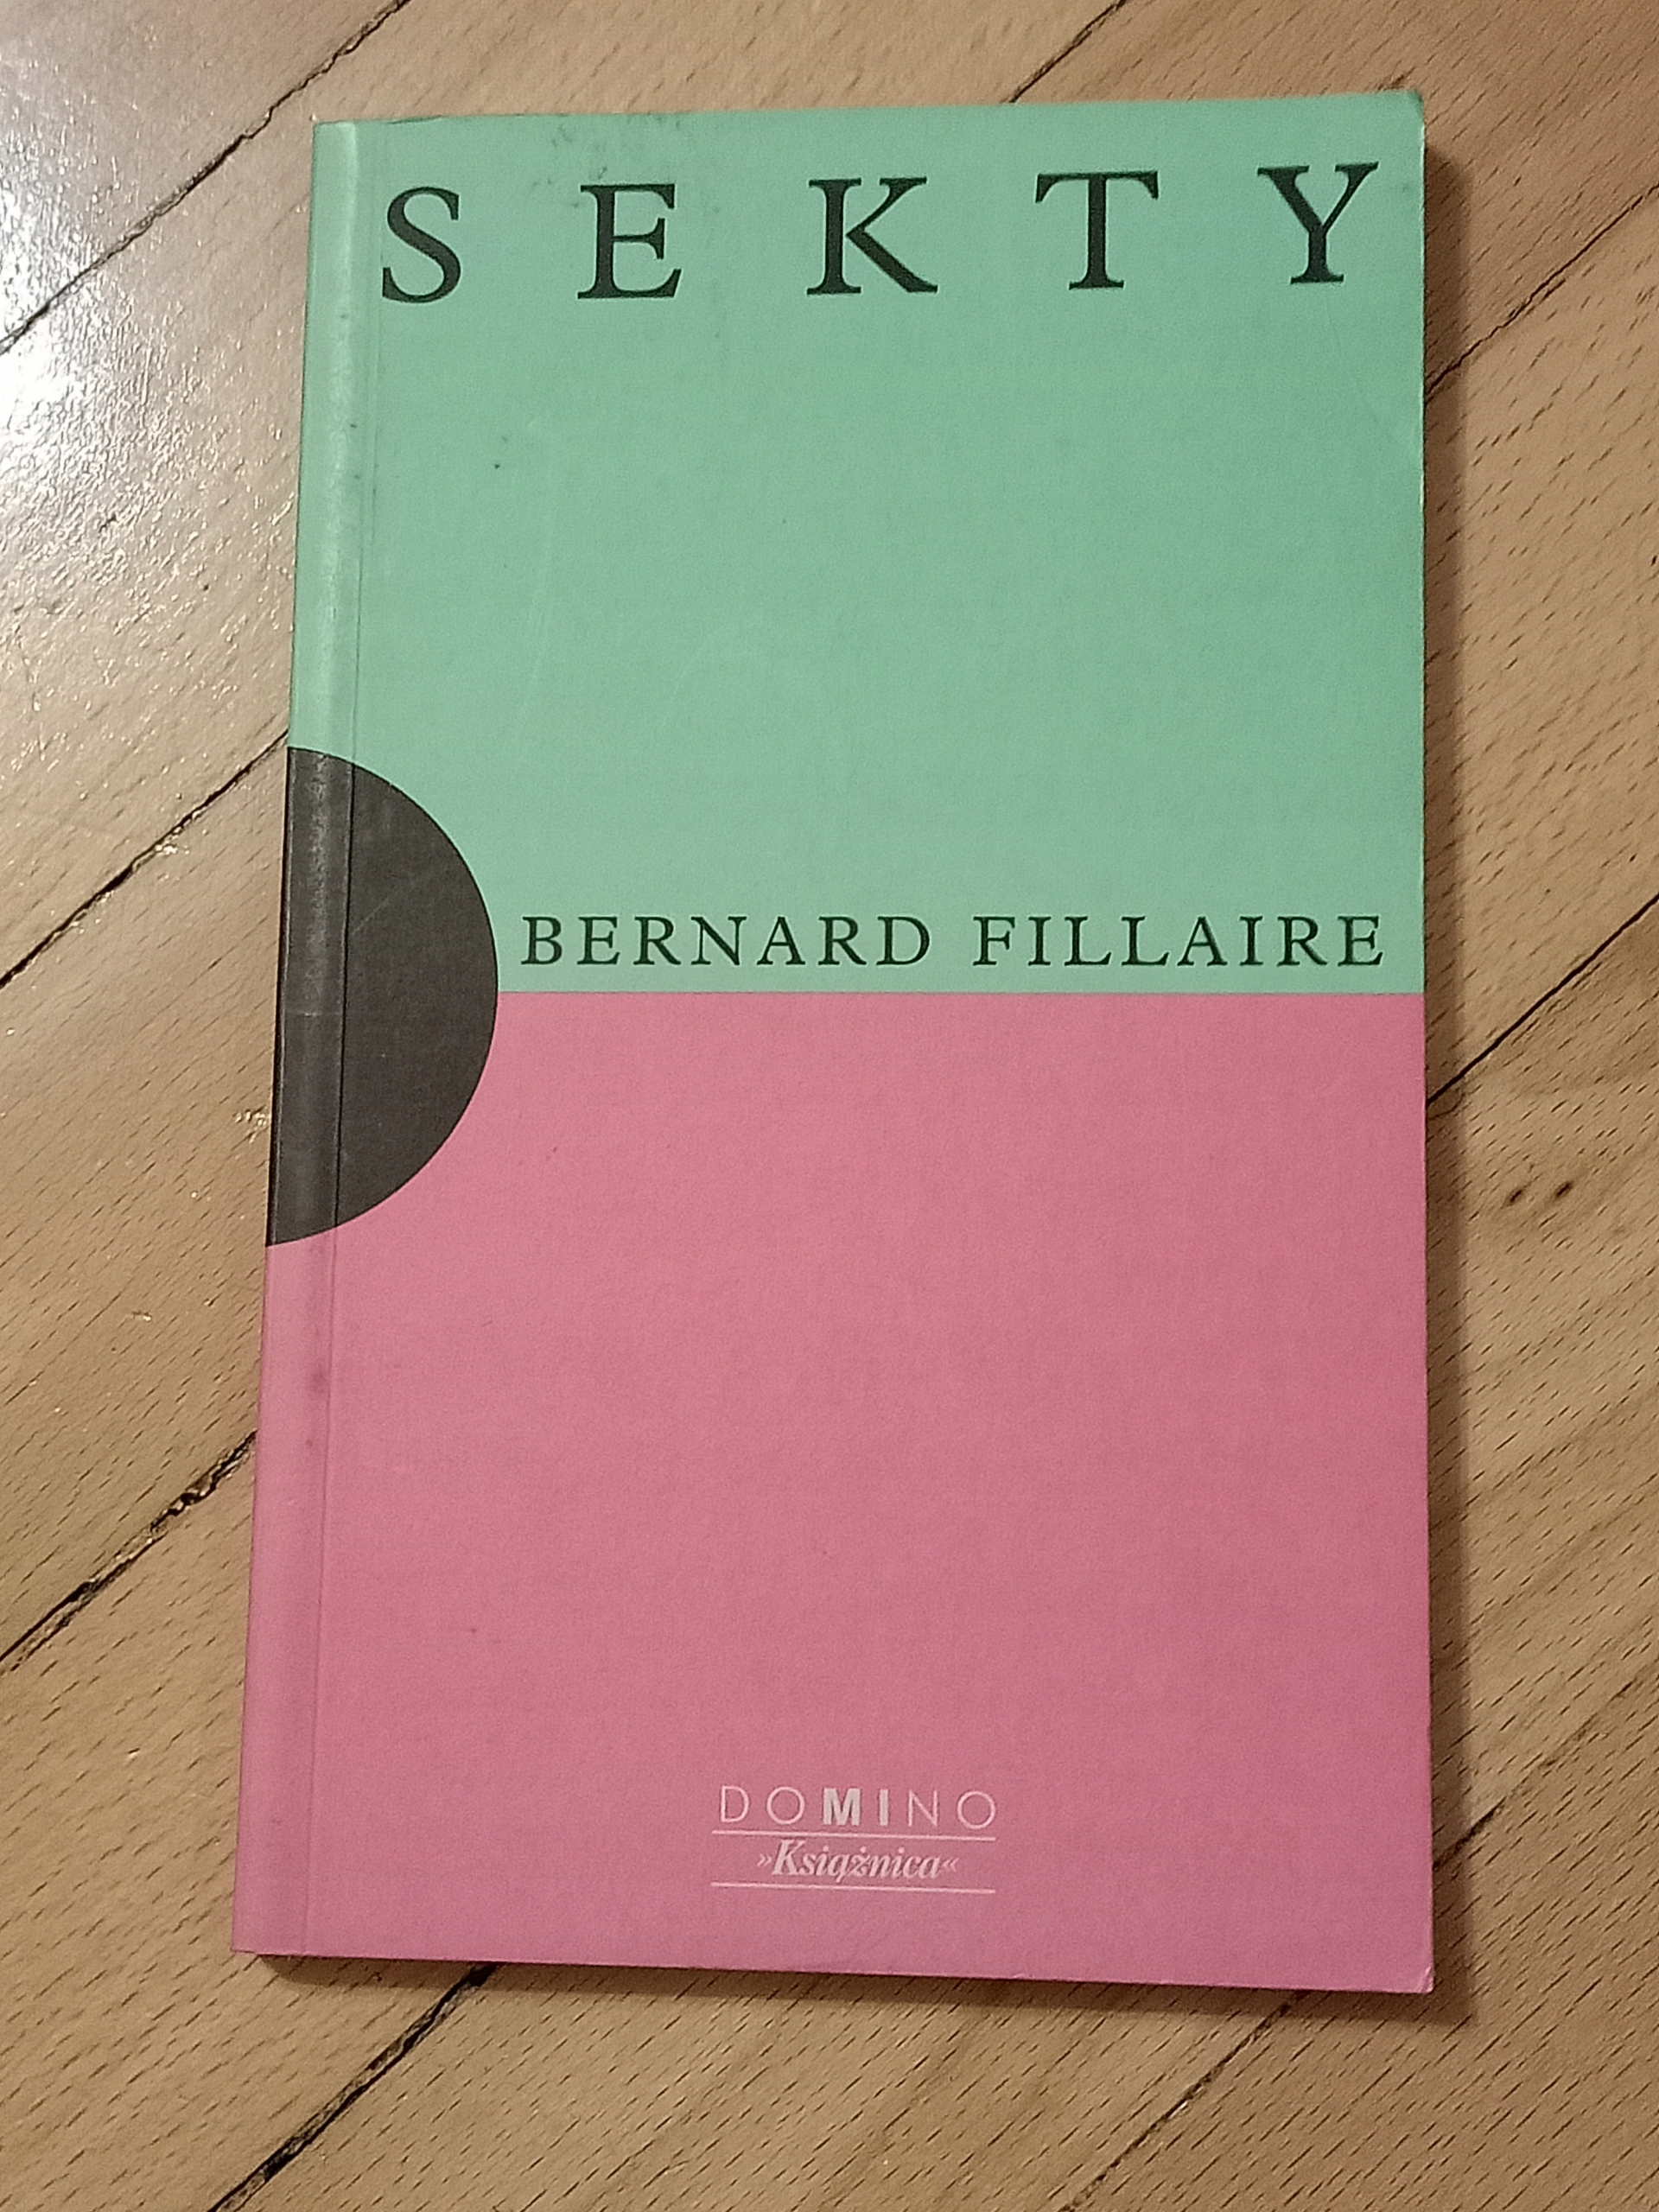 SEKTY
BERNARD FILLAIRE
DOMINO
»Książnica«